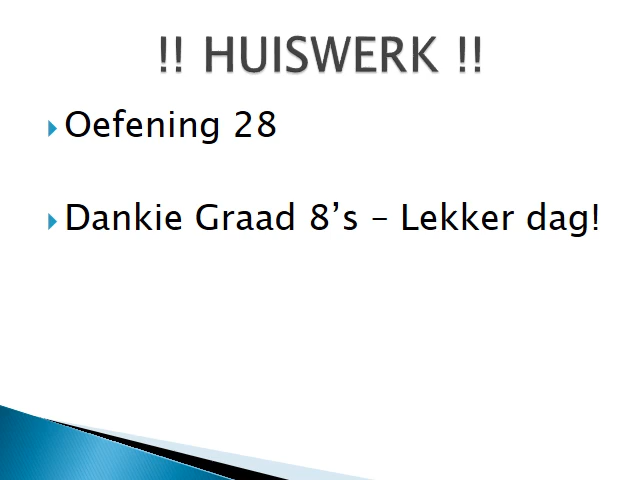 !! HUISWERK !!
Oefening 28
Dankie Graad 8’s – Lekker dag!